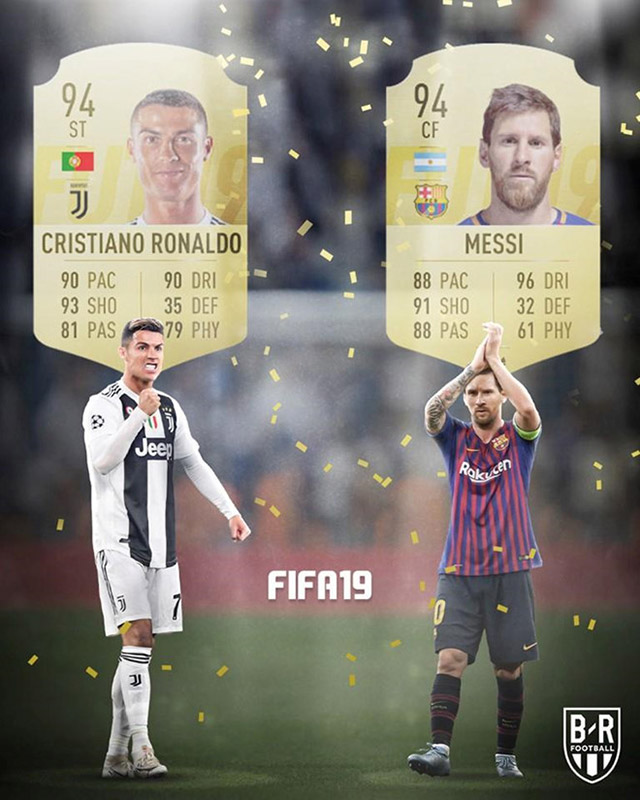 94
ST
JUVENTUS
CRISTIANO RONALDO
90 PAC 90 DRI
93 SHO 35 DEF
81 PAS 79 PHY
94
CF
MESSI
88 PAC 96 DRI
91 SHO 32 DEF
88 PAS 61 PHY
Jeep
7
Rakuten
FIFA19
B-R
FOOTBALL